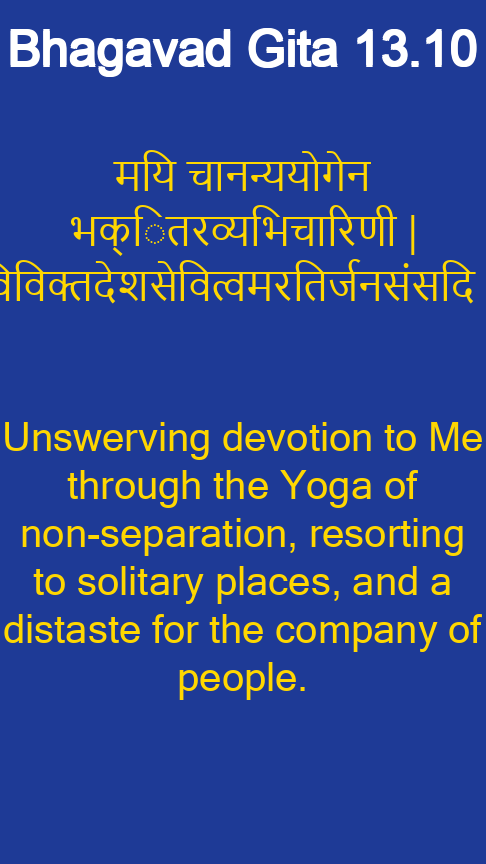 Bhagavad Gita 13.10
मयि चानन्ययोगेन
भक्ितरव्यभिचारिणी |
विविक्तदेशसेवित्वमरतिर्जनसंसदि
Unswerving devotion to Me
through the Yoga of
non-separation, resorting
to solitary places, and a
distaste for the company of
people.